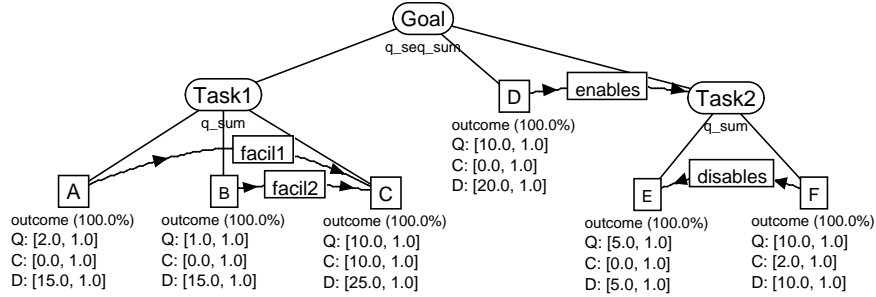 Goal
q_seq_sum
Task1
q_sum
D
enables
Task2
q_sum
outcome (100.0%)
Q: [10.0, 1.0]
C: [0.0, 1.0]
D: [20.0, 1.0]
facil1
A
B
facil2
C
E
disables
F
outcome (100.0%)
Q: [2.0, 1.0]
C: [0.0, 1.0]
D: [15.0, 1.0]
outcome (100.0%)
Q: [1.0, 1.0]
C: [0.0, 1.0]
D: [15.0, 1.0]
outcome (100.0%)
Q: [10.0, 1.0]
C: [10.0, 1.0]
D: [25.0, 1.0]
outcome (100.0%)
Q: [5.0, 1.0]
C: [0.0, 1.0]
D: [5.0, 1.0]
outcome (100.0%)
Q: [10.0, 1.0]
C: [2.0, 1.0]
D: [10.0, 1.0]